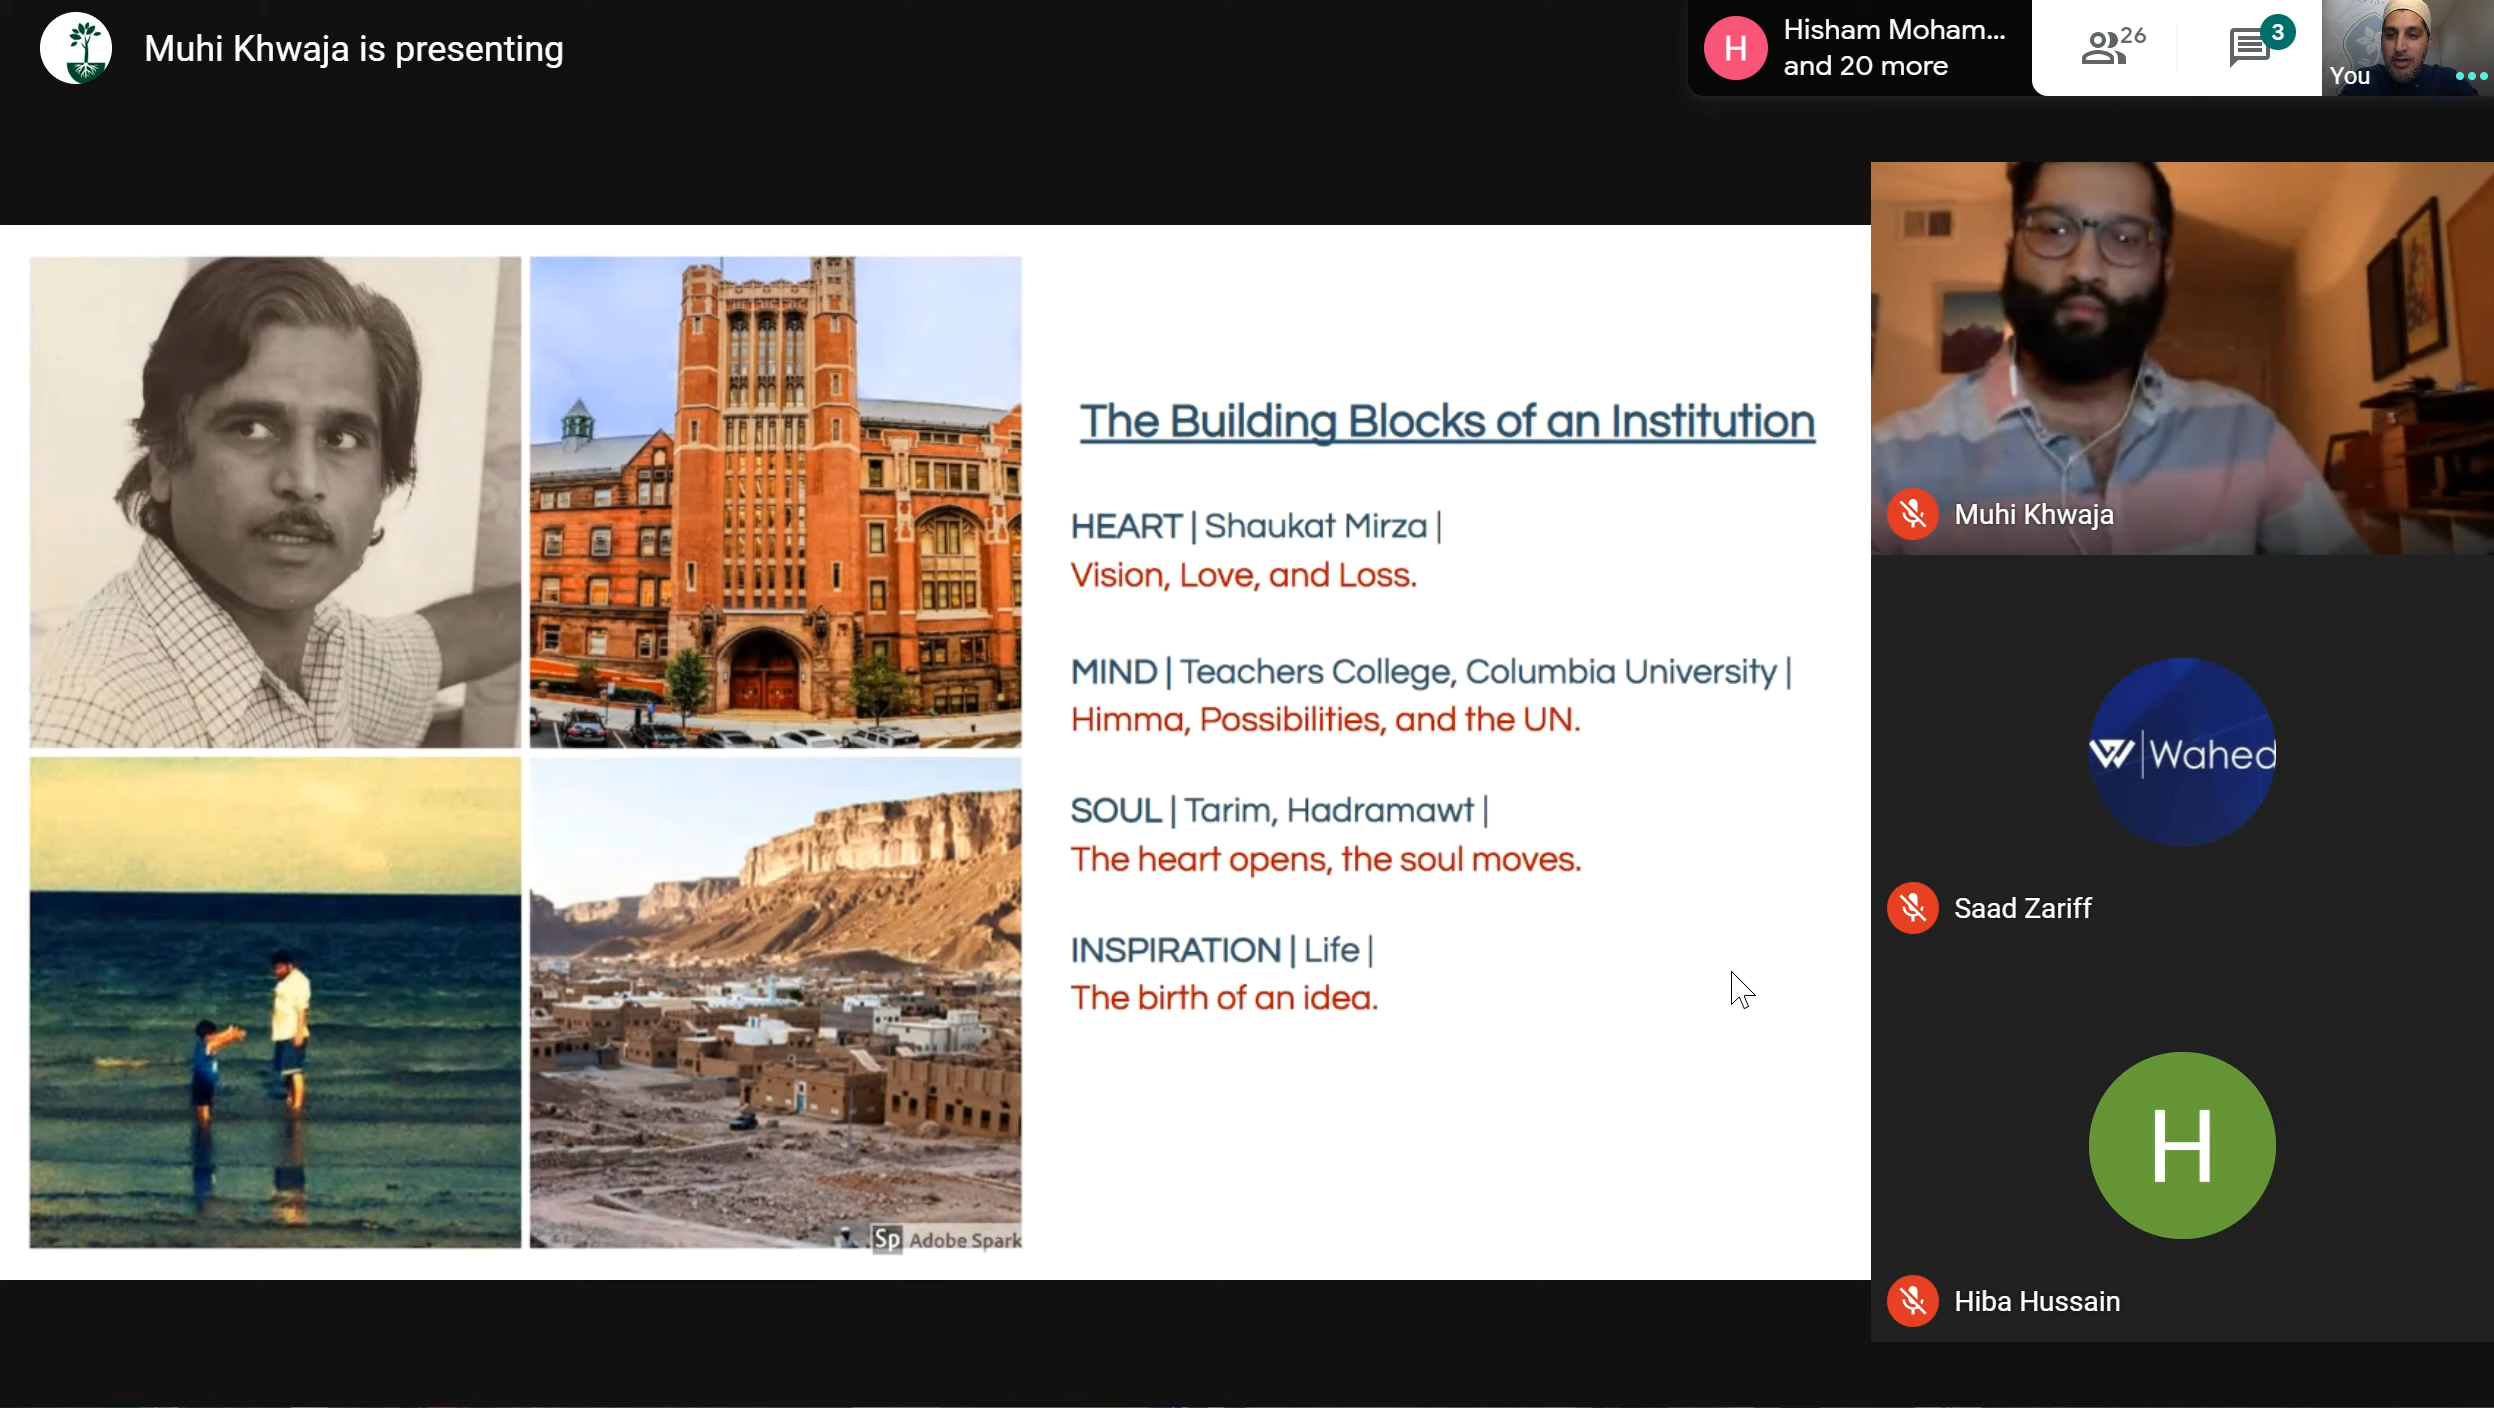 Muhi Khwaja is presenting
H
Hisham Moham...
and 20 more
26
3
You
The Building Blocks of an Institution
HEART | Shaukat Mirza |
Vision, Love, and Loss.
MIND | Teachers College, Columbia University |
Himma, Possibilities, and the UN.
SOUL | Tarim, Hadramawt |
The heart opens, the soul moves.
INSPIRATION | Life |
The birth of an idea.
Sp Adobe Spark
Muhi Khwaja
W | Wahed
Saad Zariff
H
Hiba Hussain